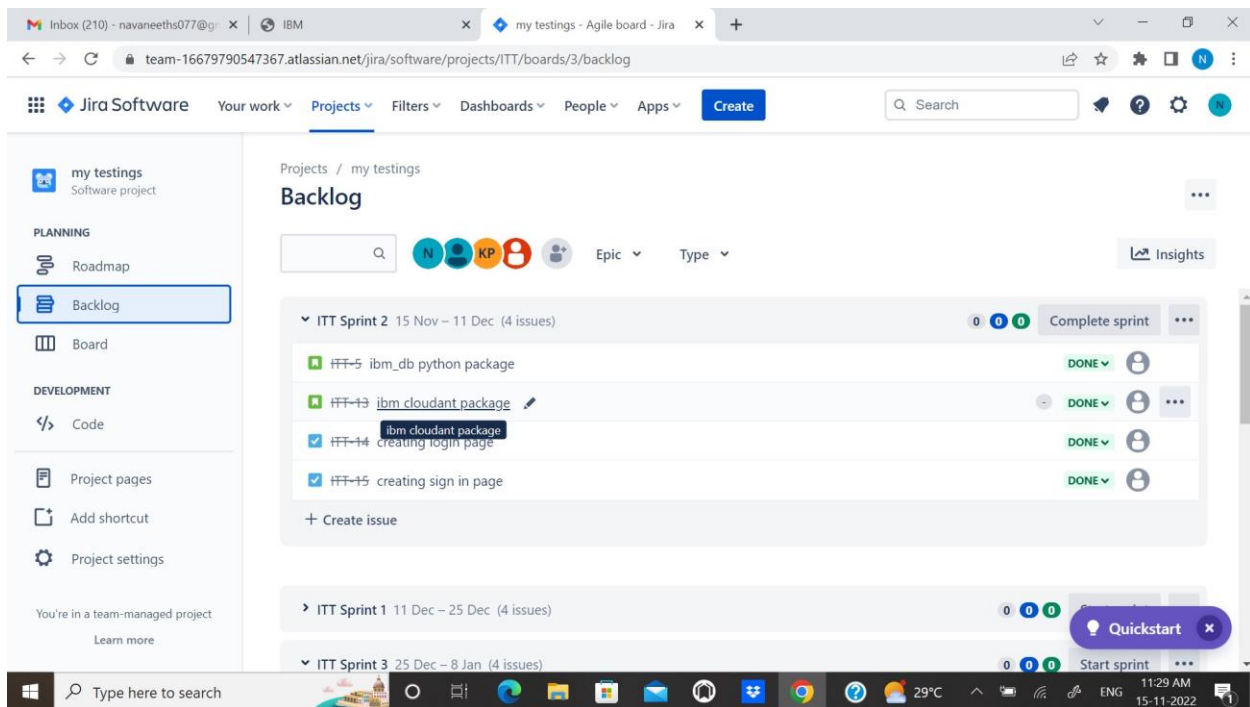 Inbox (210) - navaneeths077@g
IBM
my testings - Agile board - Jira
team-16679790547367.atlassian.net/jira/software/projects/ITT/boards/3/backlog
N
Jira Software
Your work
Projects
Filters
Dashboards
People
Apps
Create
Search
N
my testings
Software project
PLANNING
Roadmap
Backlog
Board
DEVELOPMENT
Code
Project pages
Add shortcut
Project settings
You're in a team-managed project
Learn more
Projects / my testings
Backlog
N
KP
Epic
Type
Insights
ITT Sprint 2 15 Nov – 11 Dec (4 issues)
0 0 0 Complete sprint
ITT-5 ibm_db python package
DONE
ITT-13 ibm cloudant package
- DONE
ibm cloudant package
ITT-14 creating login page
DONE
ITT-15 creating sign in page
DONE
+ Create issue
ITT Sprint 1 11 Dec – 25 Dec (4 issues)
0 0 0
Quickstart
ITT Sprint 3 25 Dec – 8 Jan (4 issues)
0 0 0 Start sprint
Type here to search
29°C
ENG
11:29 AM
15-11-2022
1